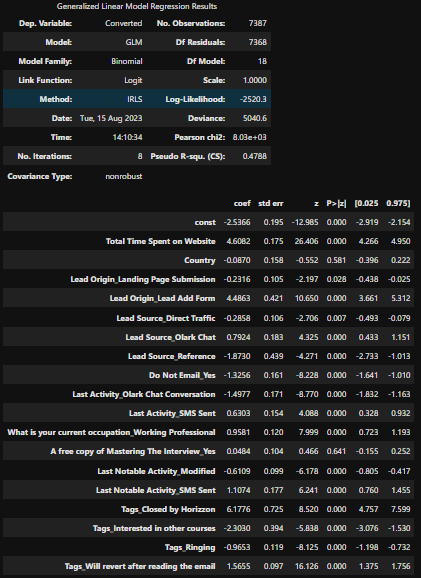 Generalized Linear Model Regression Results
Dep. Variable: Converted No. Observations: 7387
Model: GLM Df Residuals: 7368
Model Family: Binomial Df Model: 18
Link Function: Logit Scale: 1.0000
Method: IRLS Log-Likelihood: -2520.3
Date: Tue, 15 Aug 2023 Deviance: 5040.6
Time: 14:10:34 Pearson chi2: 8.03e+03
No. Iterations: 8 Pseudo R-squ. (CS): 0.4788
Covariance Type: nonrobust
coef std err z P>|z| [0.025 0.975]
const -2.5366 0.195 -12.985 0.000 -2.919 -2.154
Total Time Spent on Website 4.6082 0.175 26.406 0.000 4.266 4.950
Country -0.0870 0.158 -0.552 0.581 -0.396 0.222
Lead Origin_Landing Page Submission -0.2316 0.105 -2.197 0.028 -0.438 -0.025
Lead Origin_Lead Add Form 4.4863 0.421 10.650 0.000 3.661 5.312
Lead Source_Direct Traffic -0.2858 0.106 -2.706 0.007 -0.493 -0.079
Lead Source_Olark Chat 0.7924 0.183 4.325 0.000 0.433 1.151
Lead Source_Reference -1.8730 0.439 -4.271 0.000 -2.733 -1.013
Do Not Email_Yes -1.3256 0.161 -8.228 0.000 -1.641 -1.010
Last Activity_Olark Chat Conversation -1.4977 0.171 -8.770 0.000 -1.832 -1.163
Last Activity_SMS Sent 0.6303 0.154 4.088 0.000 0.328 0.932
What is your current occupation_Working Professional 0.9581 0.120 7.999 0.000 0.723 1.193
A free copy of Mastering The Interview_Yes 0.0484 0.104 0.466 0.641 -0.155 0.252
Last Notable Activity_Modified -0.6109 0.099 -6.178 0.000 -0.805 -0.417
Last Notable Activity_SMS Sent 1.1074 0.177 6.241 0.000 0.760 1.455
Tags_Closed by Horizzon 6.1776 0.725 8.520 0.000 4.757 7.599
Tags_Interested in other courses -2.3030 0.394 -5.838 0.000 -3.076 -1.530
Tags_Ringing -0.9653 0.119 -8.125 0.000 -1.198 -0.732
Tags_Will revert after reading the email 1.5655 0.097 16.126 0.000 1.375 1.756